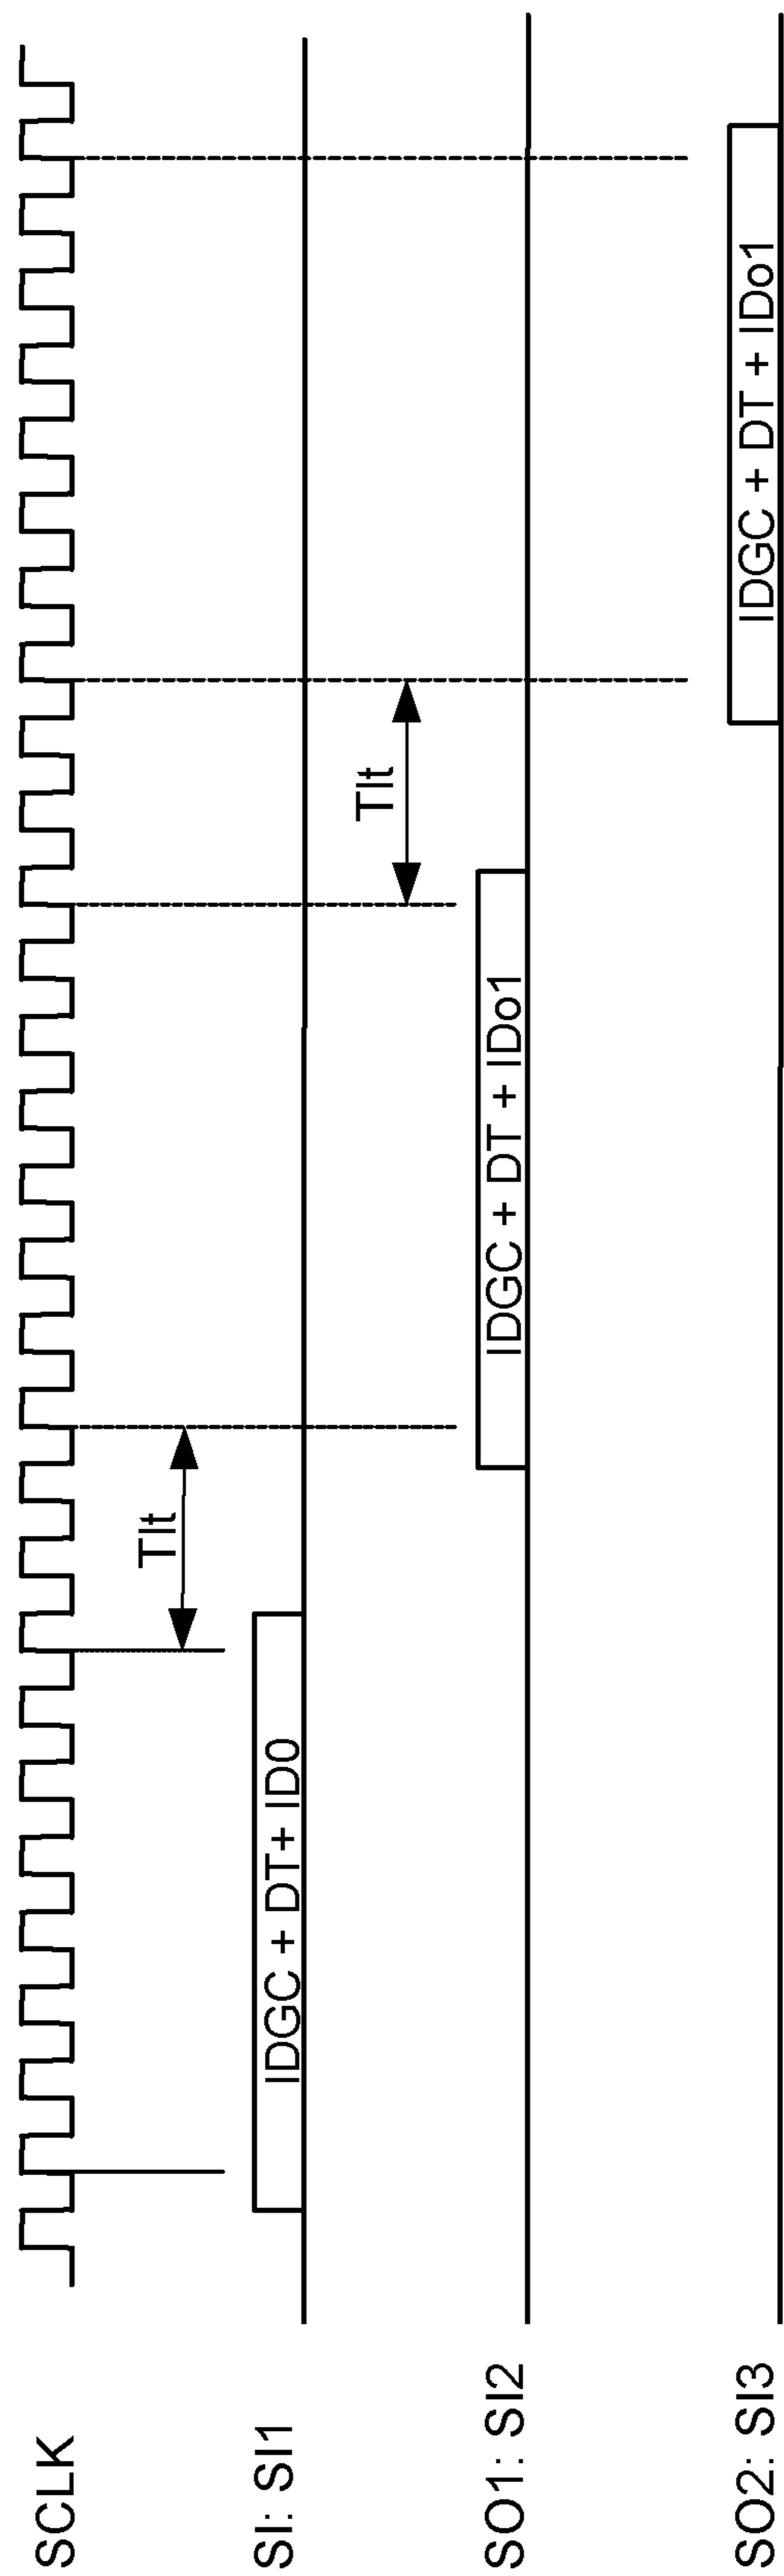 SCLK
SI: SI1
IDGC + DT+ ID0
Tlt
SO1: SI2
IDGC + DT + IDo1
Tlt
SO2: SI3
IDGC + DT + IDo1